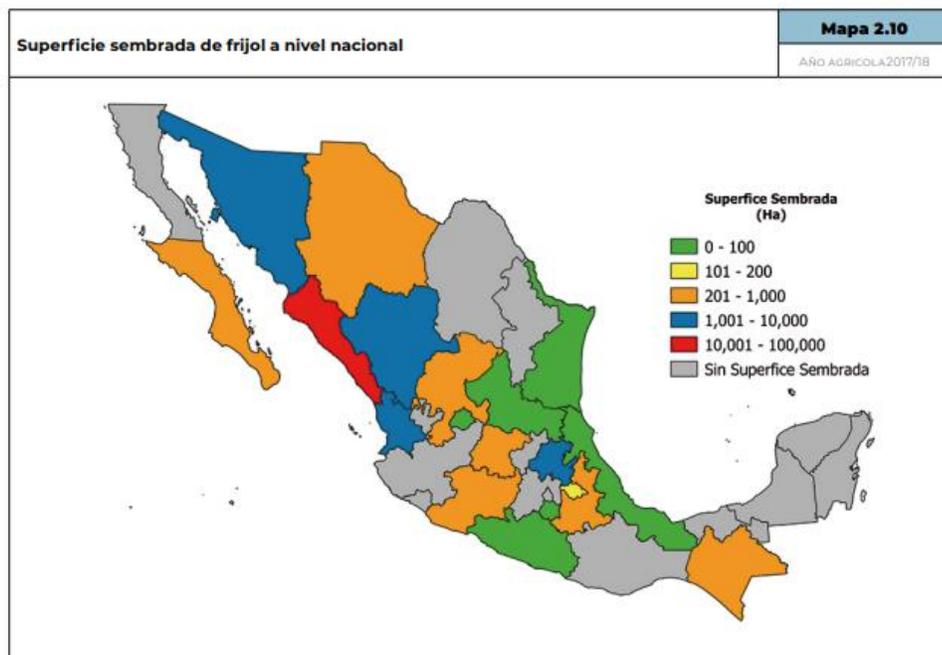 Superficie sembrada de frijol a nivel nacional
Mapa 2.10
AÑO AGRICOLA2017/18
Superfice Sembrada
(Ha)
0 - 100
101 - 200
201 - 1,000
1,001 - 10,000
10,001 - 100,000
Sin Superfice Sembrada